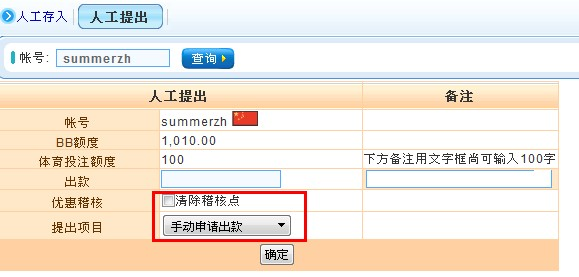 人工存入 人工提出
帐号: summerzh 查询
人工提出 备注
帐号 summerzh
BB额度 1,010.00
体育投注额度 100 下方备注用文字框尚可输入100字
出款
优惠稽核 清除稽核点
提出项目 手动申请出款
确定